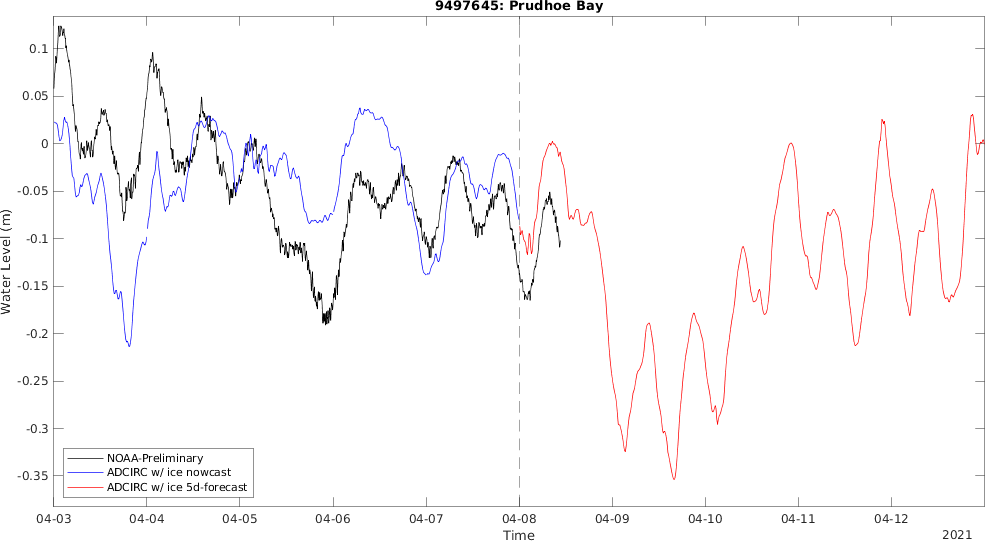 9497645: Prudhoe Bay
0.1
0.05
0
-0.05
-0.1
-0.15
-0.2
-0.25
-0.3
-0.35
Water Level (m)
NOAA-Preliminary
ADCIRC w/ ice nowcast
ADCIRC w/ ice 5d-forecast
04-03 04-04 04-05 04-06 04-07 04-08 04-09 04-10 04-11 04-12
Time
2021